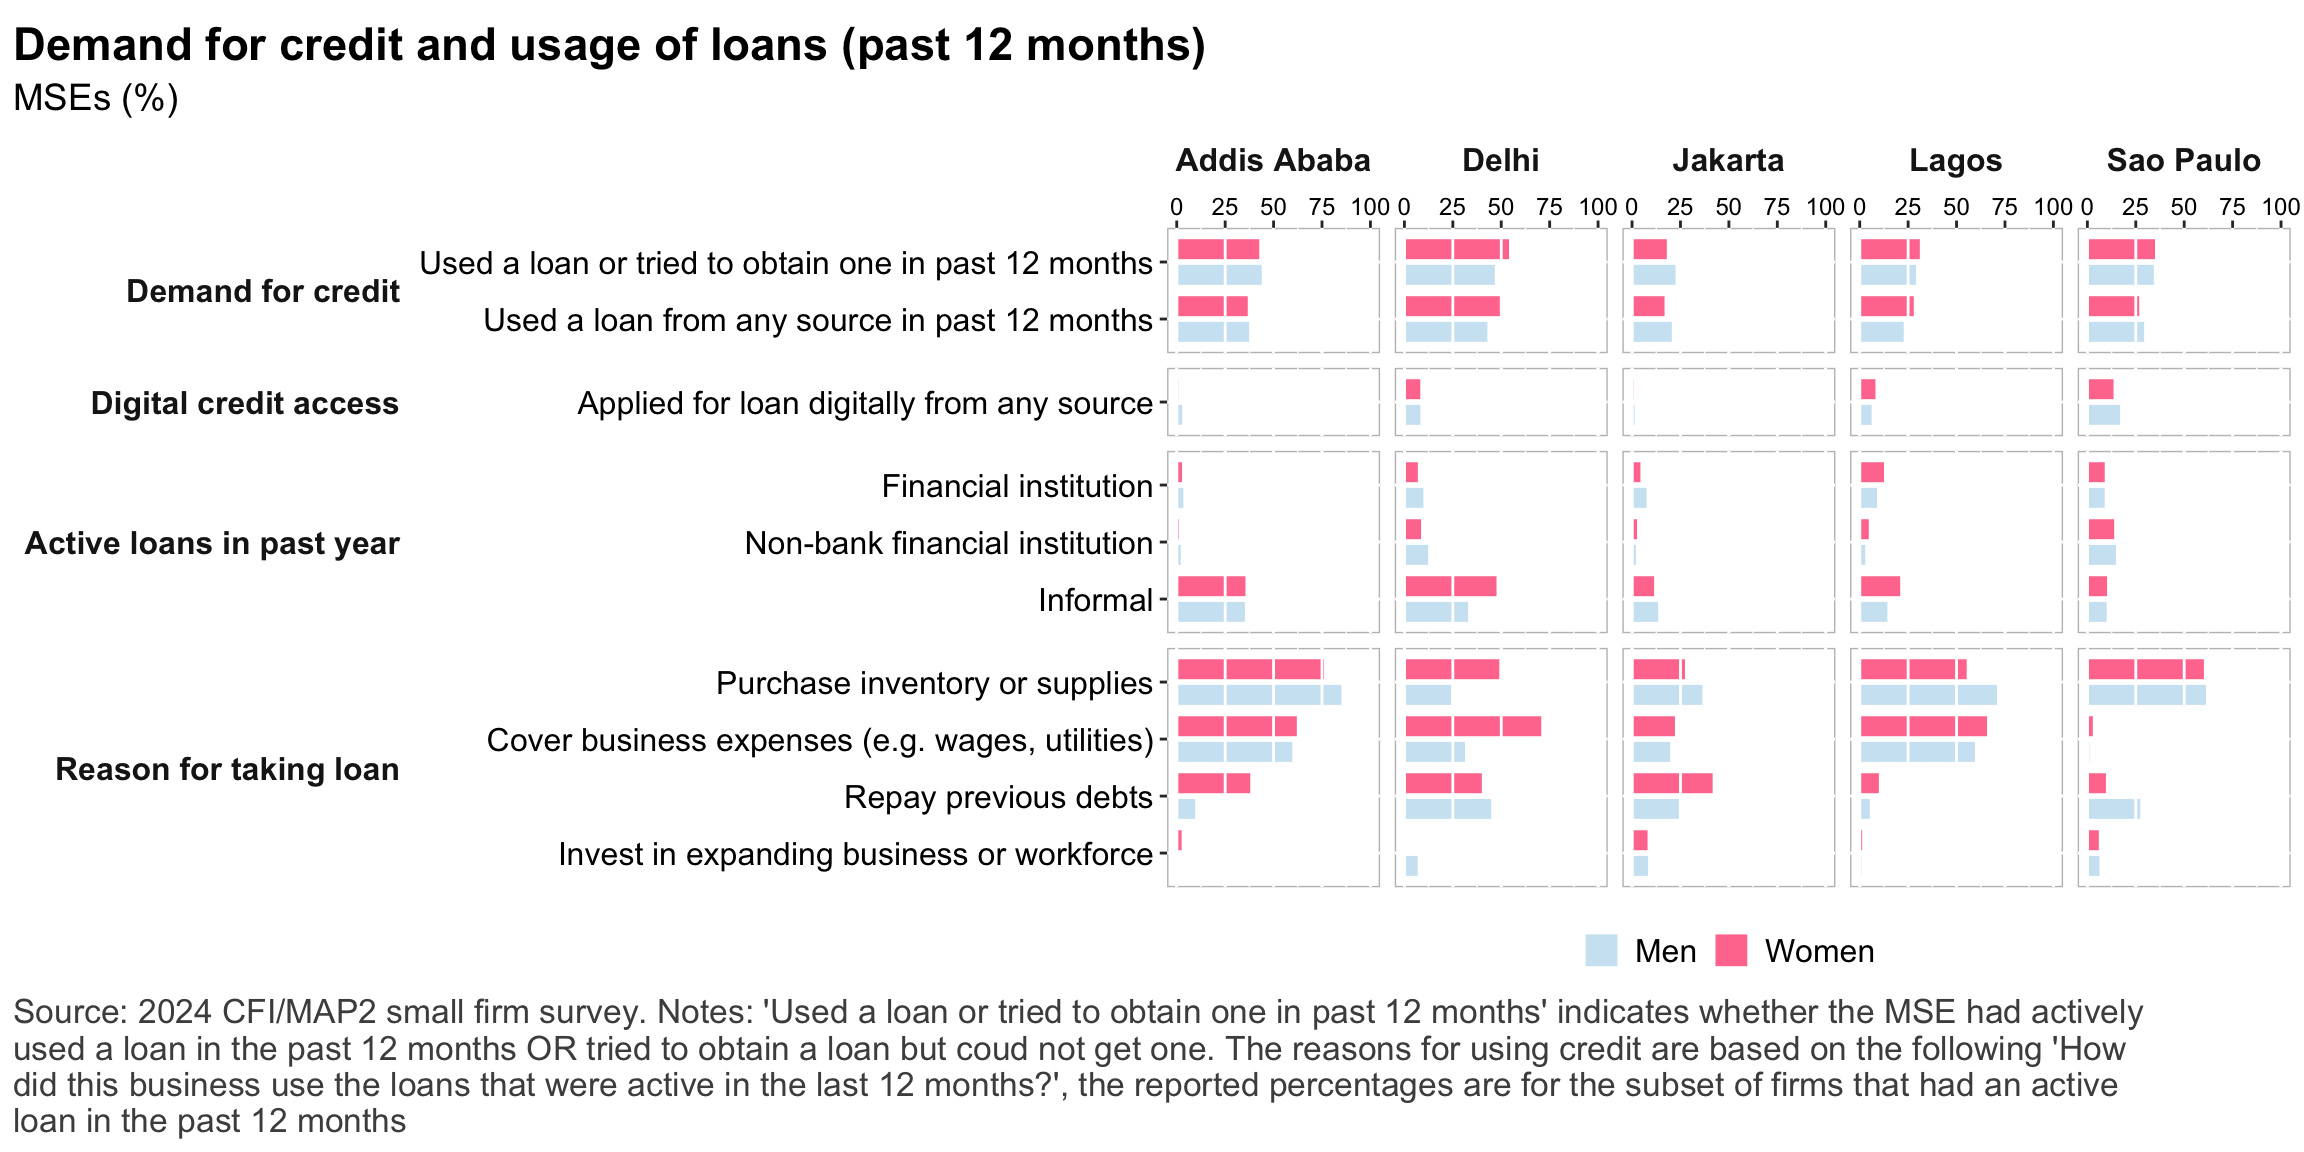 Demand for credit and usage of loans (past 12 months)
MSEs (%)
Addis Ababa Delhi Jakarta Lagos Sao Paulo
0 25 50 75 100 0 25 50 75 100 0 25 50 75 100 0 25 50 75 100 0 25 50 75 100
Demand for credit
Used a loan or tried to obtain one in past 12 months
Used a loan from any source in past 12 months
Digital credit access
Applied for loan digitally from any source
Active loans in past year
Financial institution
Non-bank financial institution
Informal
Reason for taking loan
Purchase inventory or supplies
Cover business expenses (e.g. wages, utilities)
Repay previous debts
Invest in expanding business or workforce
Men Women
Source: 2024 CFI/MAP2 small firm survey. Notes: 'Used a loan or tried to obtain one in past 12 months' indicates whether the MSE had actively
used a loan in the past 12 months OR tried to obtain a loan but coud not get one. The reasons for using credit are based on the following 'How
did this business use the loans that were active in the last 12 months?', the reported percentages are for the subset of firms that had an active
loan in the past 12 months